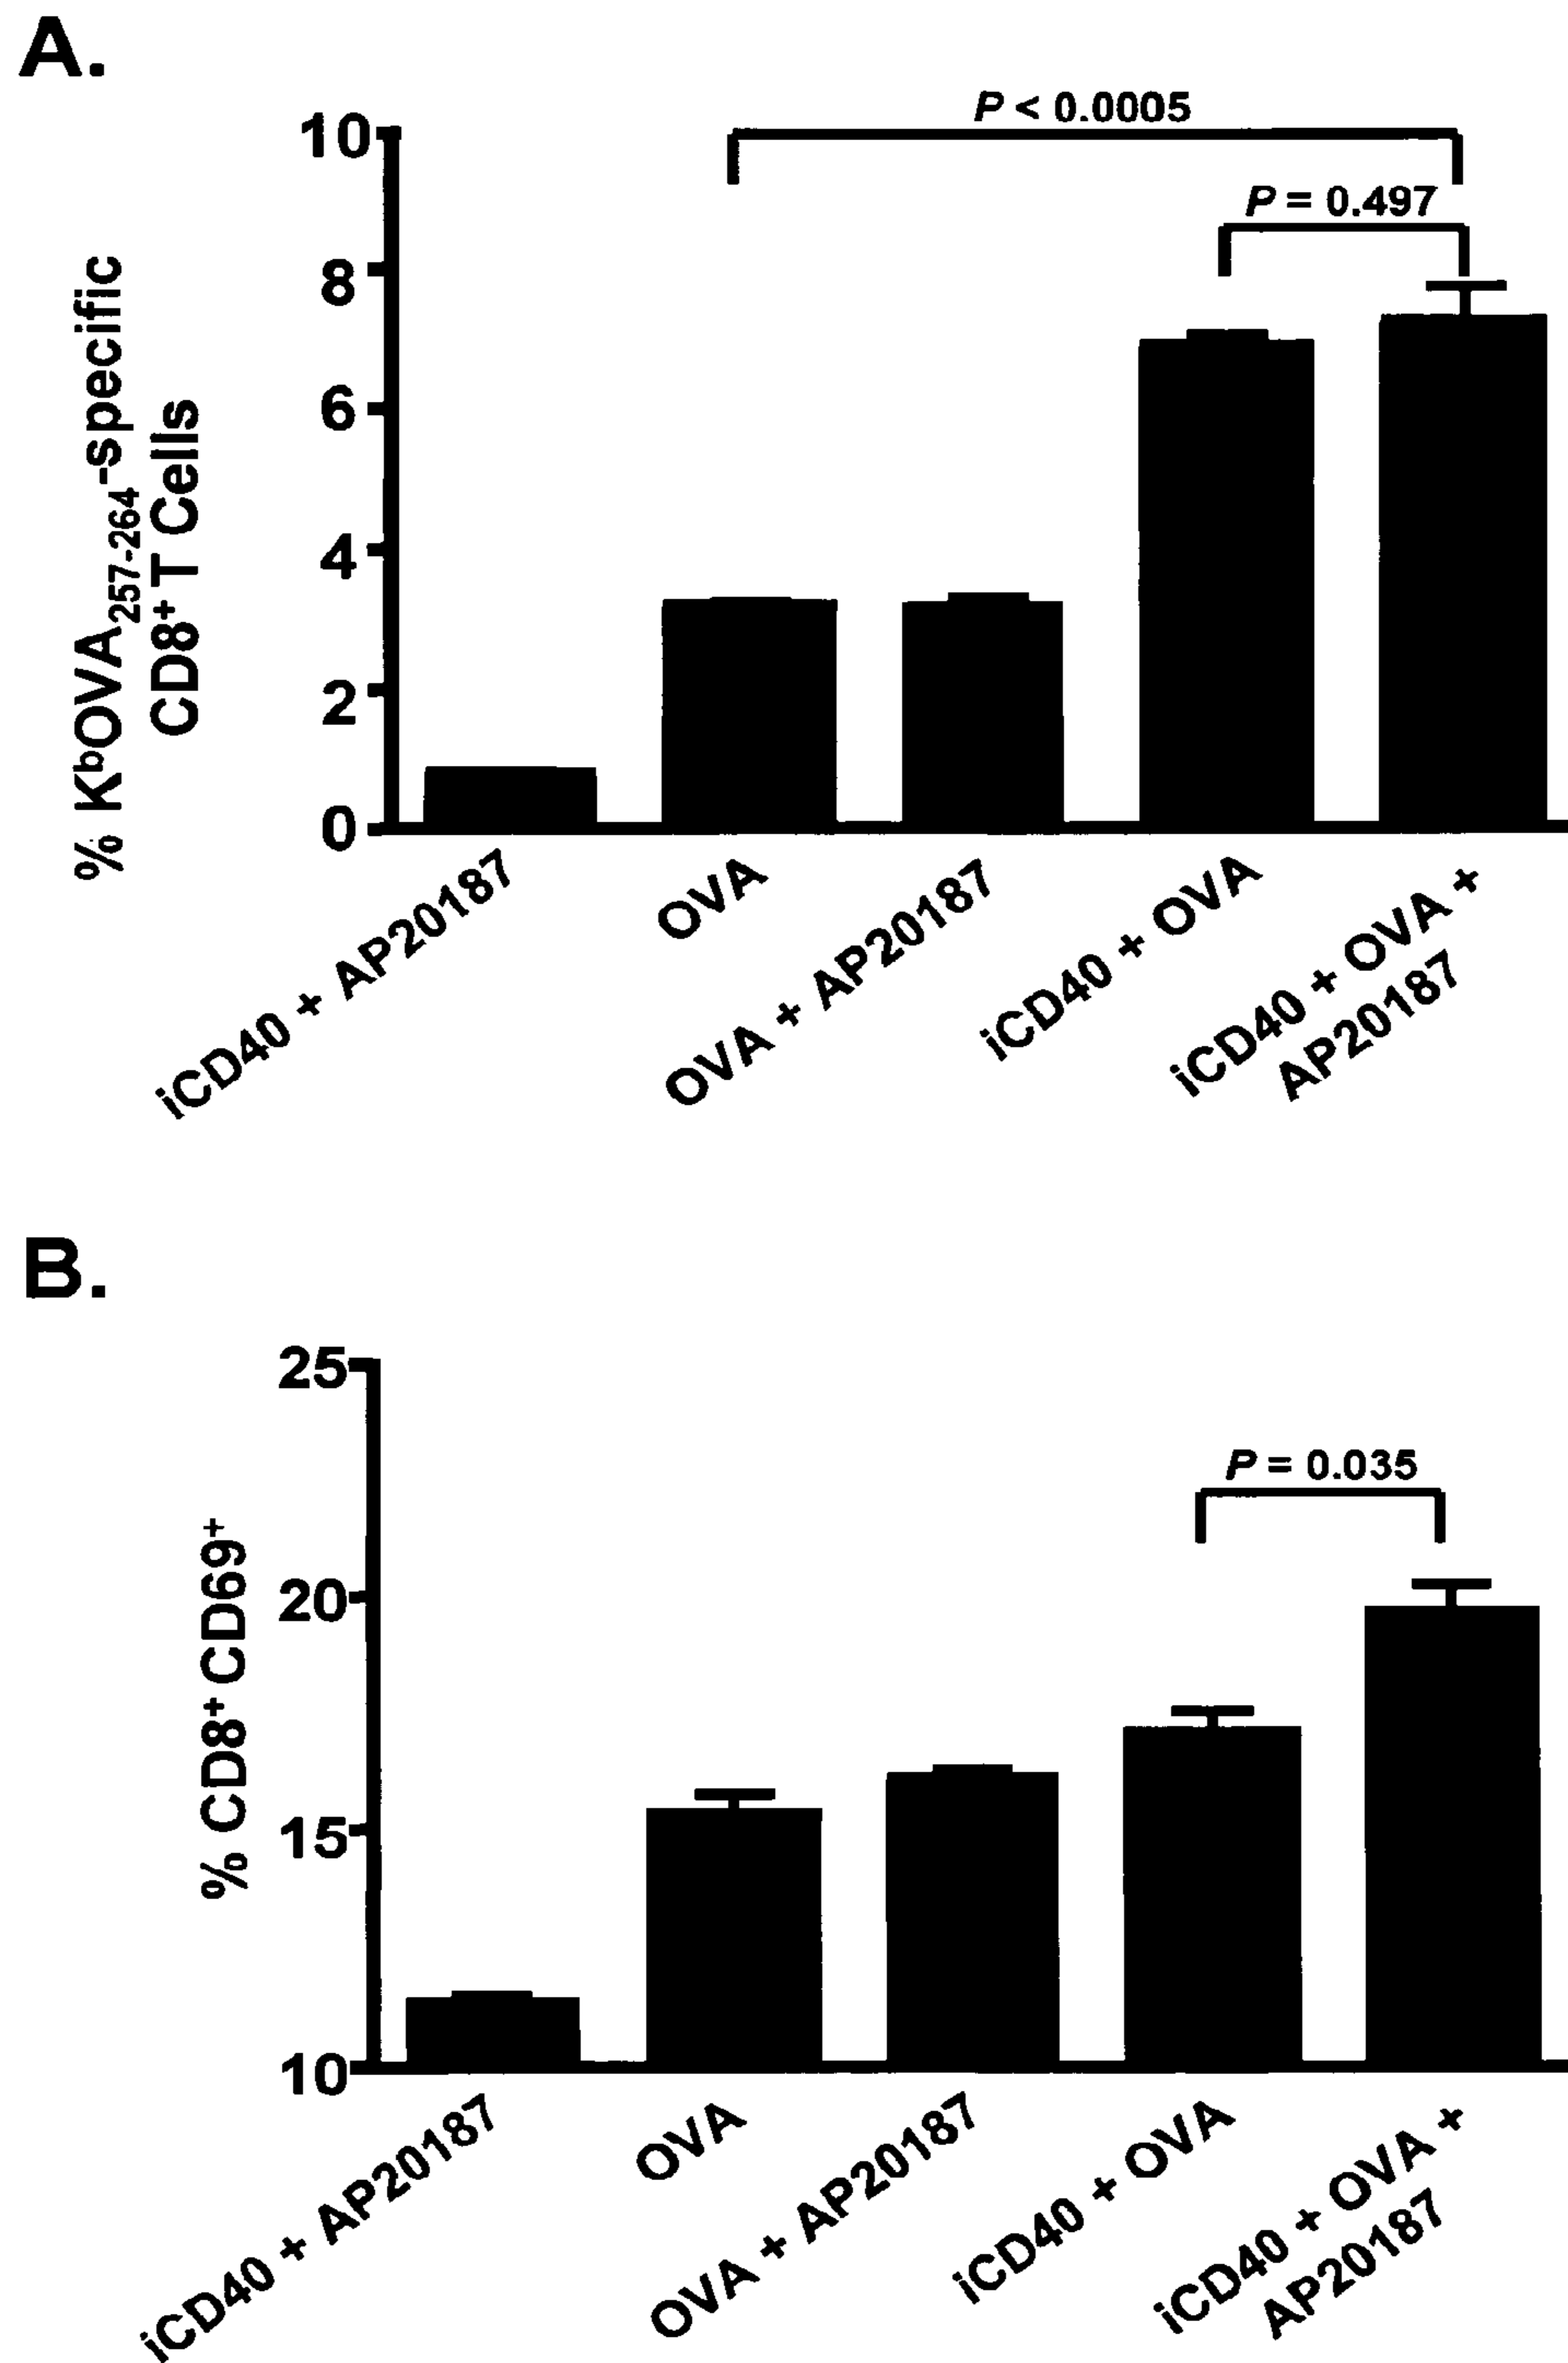 A.
P < 0.0005
P = 0.497
10
8
6
4
2
0
% KᵇOVA₂₅₇₋₂₆₄-specific
CD8⁺ T Cells
iCD40 + AP20187
OVA
OVA + AP20187
iCD40 + OVA
iCD40 + OVA +
AP20187
B.
P = 0.035
25
20
15
10
% CD8⁺ CD69⁺
iCD40 + AP20187
OVA
OVA + AP20187
iCD40 + OVA
iCD40 + OVA +
AP20187